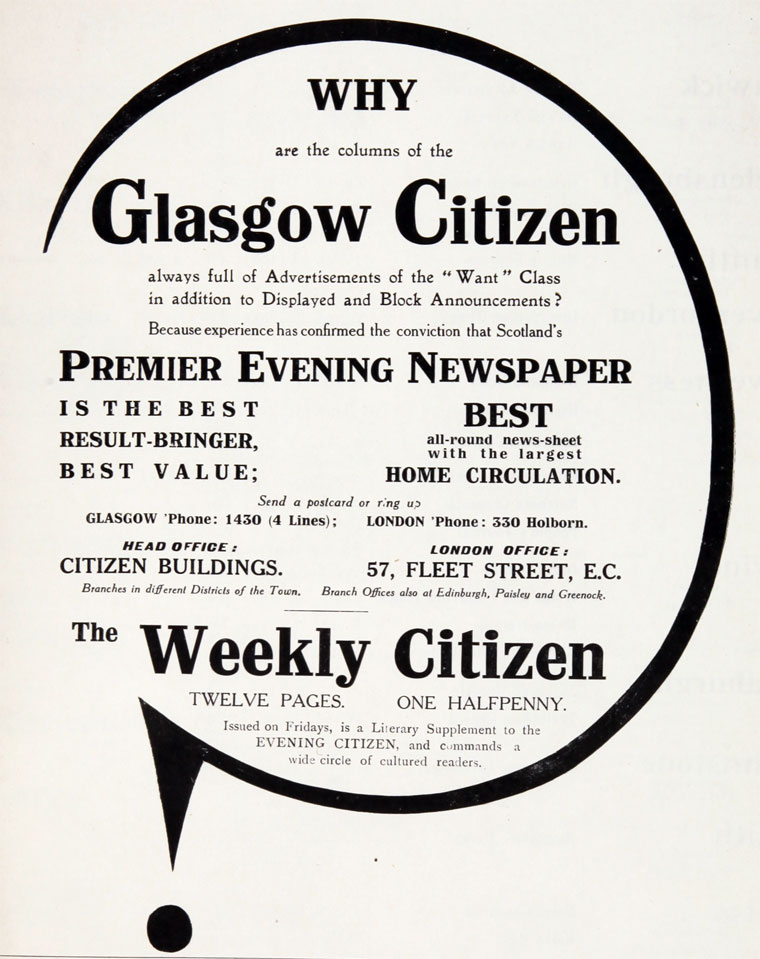 WHY
are the columns of the
Glasgow Citizen
always full of Advertisements of the "Want" Class
in addition to Displayed and Block Announcements?
Because experience has confirmed the conviction that Scotland's
PREMIER EVENING NEWSPAPER
IS THE BEST
RESULT-BRINGER,
BEST VALUE;
BEST
all-round news-sheet
with the largest
HOME CIRCULATION.
Send a postcard or ring up
GLASGOW 'Phone: 1430 (4 Lines); LONDON 'Phone: 330 Holborn.
HEAD OFFICE:
CITIZEN BUILDINGS.
LONDON OFFICE:
57, FLEET STREET, E.C.
Branches in different Districts of the Town. Branch Offices also at Edinburgh, Paisley and Greenock.
The Weekly Citizen
TWELVE PAGES. ONE HALFPENNY.
Issued on Fridays, is a Literary Supplement to the
EVENING CITIZEN, and commands a
wide circle of cultured readers.